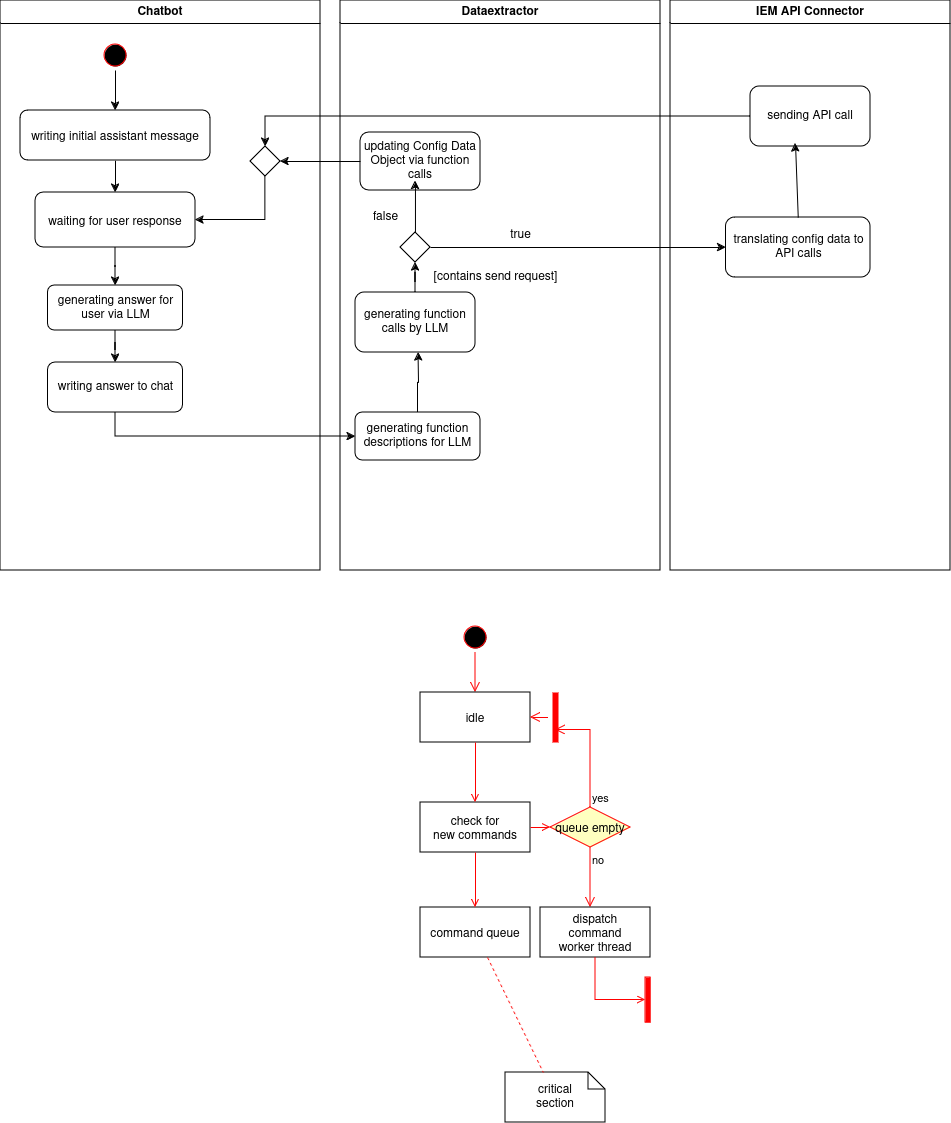 Chatbot
Dataextractor
IEM API Connector
writing initial assistant message
waiting for user response
generating answer for
user via LLM
writing answer to chat
updating Config Data
Object via function
calls
false
true
[contains send request]
generating function
calls by LLM
generating function
descriptions for LLM
sending API call
translating config data to
API calls
idle
yes
check for
new commands
queue empty
no
command queue
dispatch
command
worker thread
critical
section